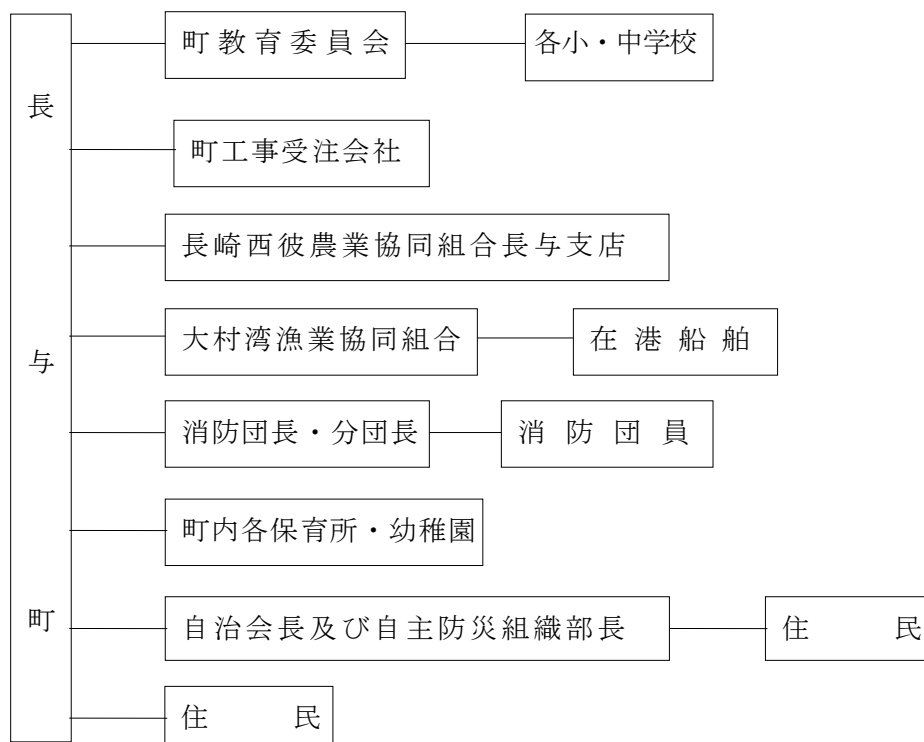 長与町
町教育委員会
各小・中学校
町工事受注会社
長崎西彼農業協同組合長与支店
大村湾漁業協同組合
在港船舶
消防団長・分団長
消防団員
町内各保育所・幼稚園
自治会長及び自主防災組織部長
住民
住民